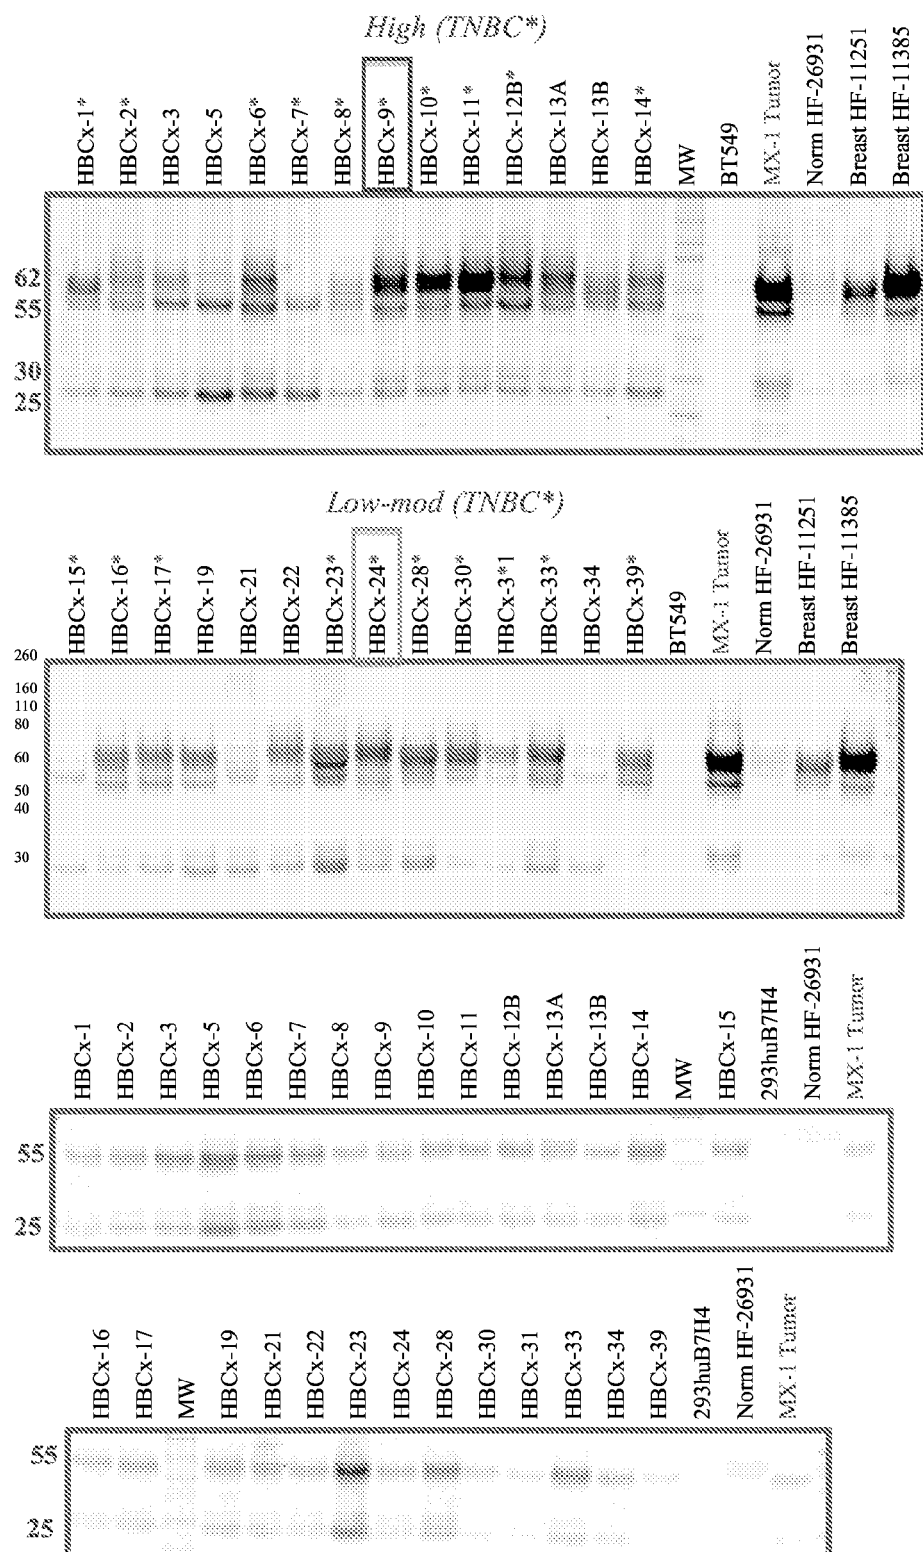 High (TNBC*)
HBCx-1*
HBCx-2*
HBCx-3
HBCx-5
HBCx-6*
HBCx-7*
HBCx-8*
HBCx-9*
HBCx-10*
HBCx-11*
HBCx-12B*
HBCx-13A
HBCx-13B
HBCx-14*
MW
BT549
MX-1 Tumor
Norm HF-26931
Breast HF-11251
Breast HF-11385
62
55
30
25
Low-mod (TNBC*)
HBCx-15*
HBCx-16*
HBCx-17*
HBCx-19
HBCx-21
HBCx-22
HBCx-23*
HBCx-24*
HBCx-28*
HBCx-30*
HBCx-3*1
HBCx-33*
HBCx-34
HBCx-39*
BT549
MX-1 Tumor
Norm HF-26931
Breast HF-11251
Breast HF-11385
260
160
110
80
60
50
40
30
HBCx-1
HBCx-2
HBCx-3
HBCx-5
HBCx-6
HBCx-7
HBCx-8
HBCx-9
HBCx-10
HBCx-11
HBCx-12B
HBCx-13A
HBCx-13B
HBCx-14
MW
HBCx-15
293huB7H4
Norm HF-26931
MX-1 Tumor
55
25
HBCx-16
HBCx-17
MW
HBCx-19
HBCx-21
HBCx-22
HBCx-23
HBCx-24
HBCx-28
HBCx-30
HBCx-31
HBCx-33
HBCx-34
HBCx-39
293huB7H4
Norm HF-26931
MX-1 Tumor
55
25